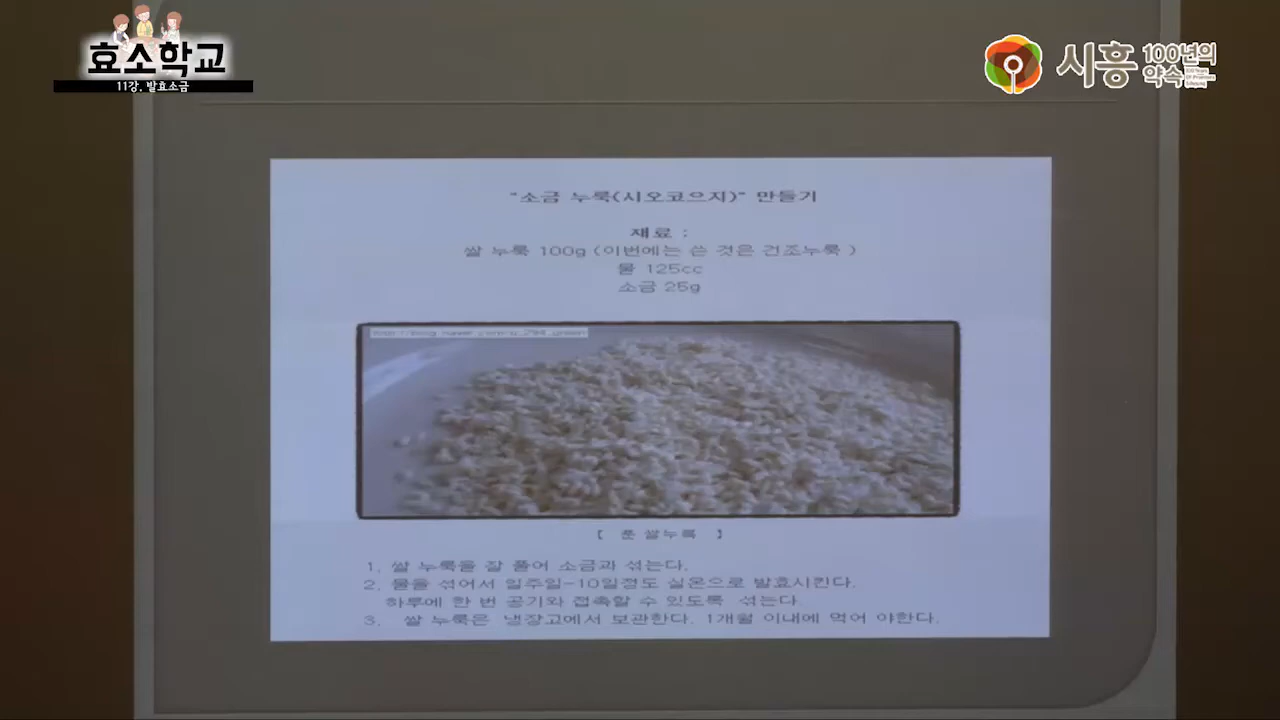 효소학교
11강. 발효소금
시흥 100년의 약속
"소금 누룩(시오코으지)" 만들기
재료 :
쌀 누룩 100g (이번에는 쓴 것은 건조누룩 )
물 125cc
소금 25g
【 푼 쌀누룩 】
1. 쌀 누룩을 잘 풀어 소금과 섞는다.
2. 물을 섞어서 일주일-10일정도 실온으로 발효시킨다.
하루에 한 번 공기와 접촉할 수 있도록 섞는다.
3. 쌀 누룩은 냉장고에서 보관한다. 1개월 이내에 먹어 야한다.